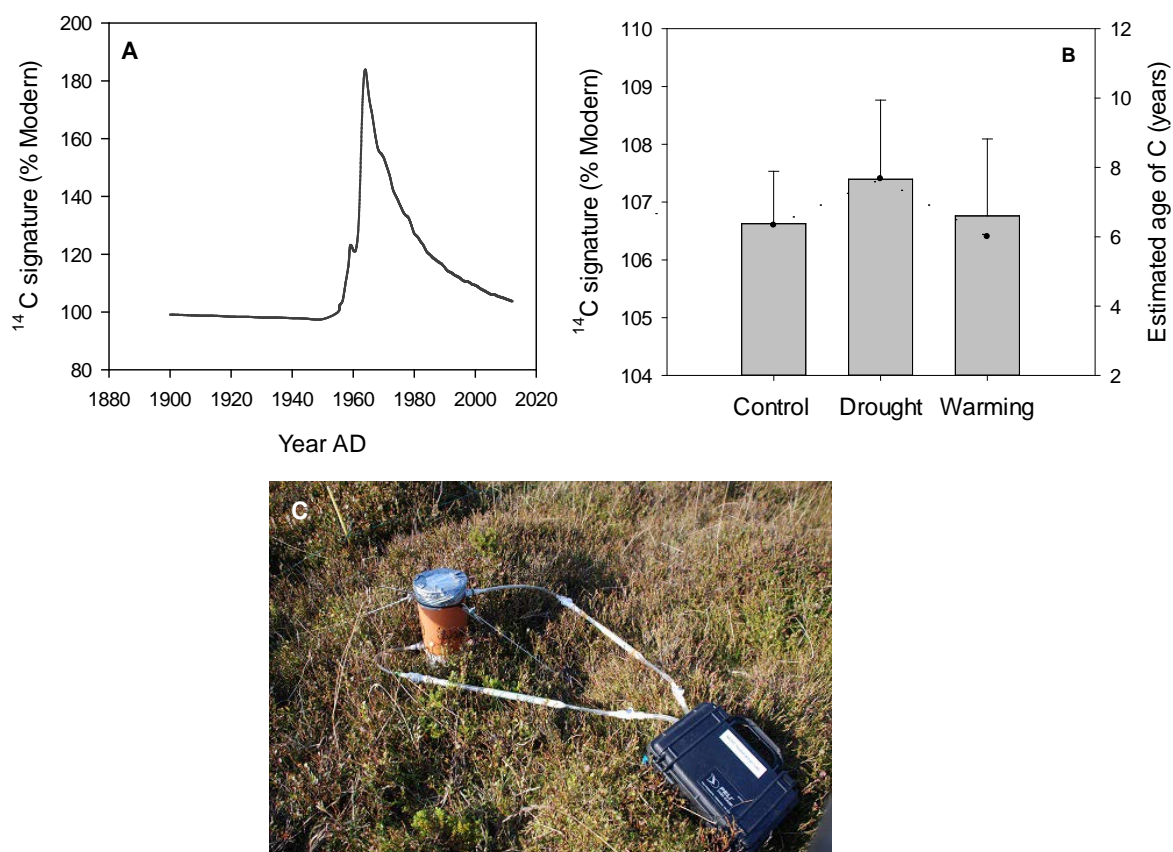 A
¹⁴C signature (% Modern)
200
180
160
140
120
100
80
1880 1900 1920 1940 1960 1980 2000 2020
Year AD
B
¹⁴C signature (% Modern)
110
109
108
107
106
105
104
Control Drought Warming
12
10
8
6
4
2
Estimated age of C (years)
C
PELI